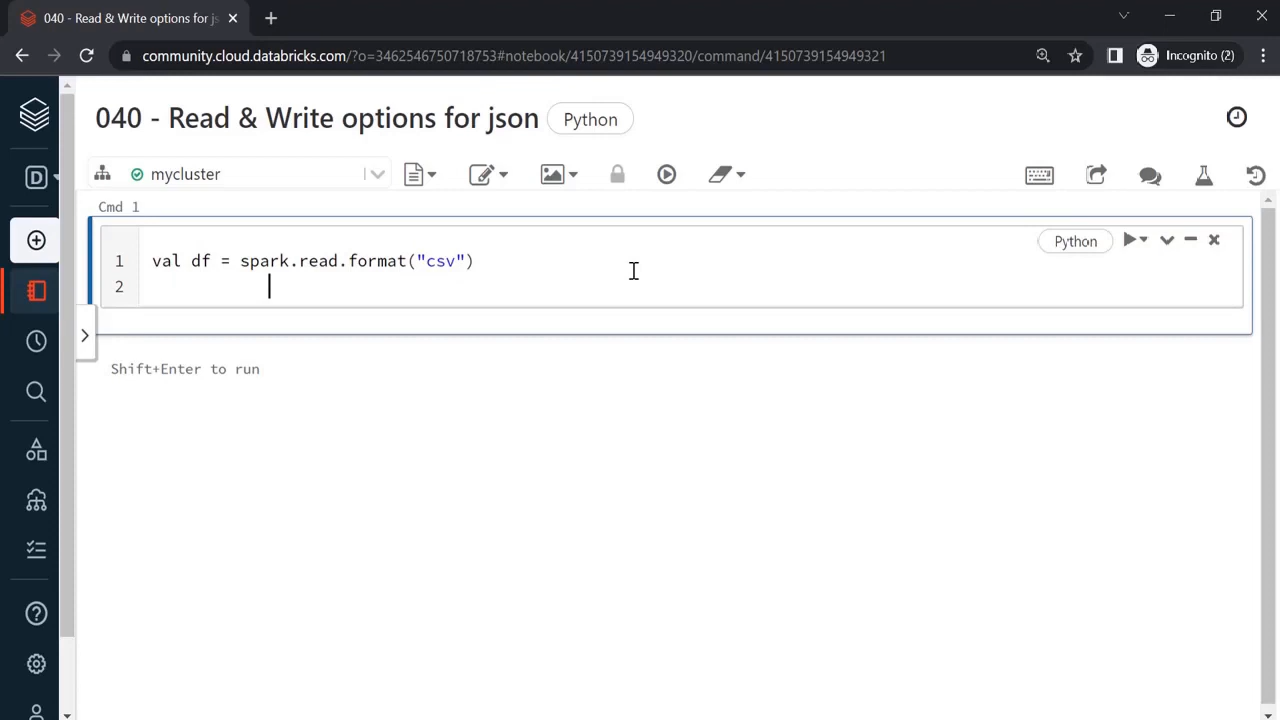 040 - Read & Write options for js
community.cloud.databricks.com/?o=3462546750718753#notebook/4150739154949320/command/4150739154949321
Incognito (2)
040 - Read & Write options for json
Python
D
mycluster
Cmd 1
Python
1 val df = spark.read.format("csv")
2
Shift+Enter to run